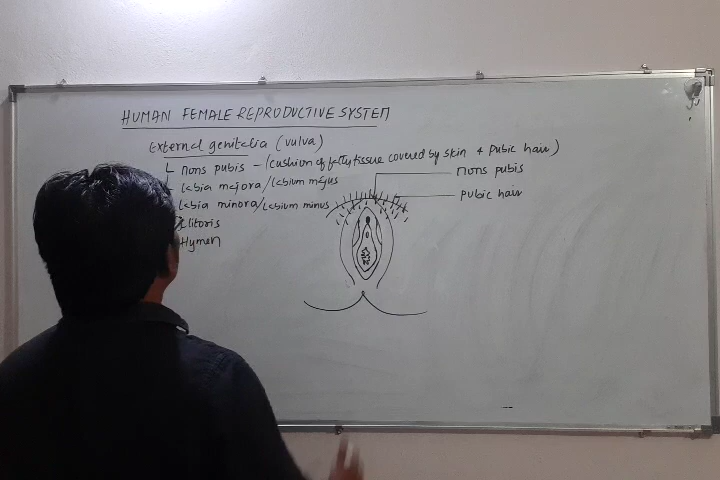 HUMAN FEMALE REPRODUCTIVE SYSTEM
External genitalia (vulva)
Mons pubis - (cushion of fatty tissue covered by skin + pubic hair)
Labia majora/labium majus
Labia minora/labium minus
Clitoris
Hymen
Mons pubis
pubic hair